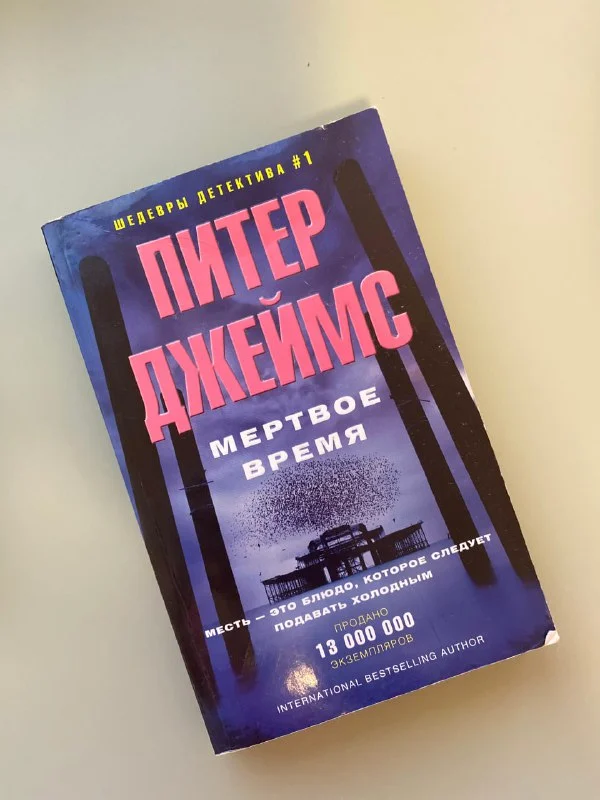 ШЕДЕВРЫ ДЕТЕКТИВА #1
ПИТЕР
ДЖЕЙМС
МЕРТВОЕ
ВРЕМЯ
МЕСТЬ – ЭТО БЛЮДО, КОТОРОЕ СЛЕДУЕТ
ПОДАВАТЬ ХОЛОДНЫМ
ПРОДАНО
13 000 000
ЭКЗЕМПЛЯРОВ
INTERNATIONAL BESTSELLING AUTHOR